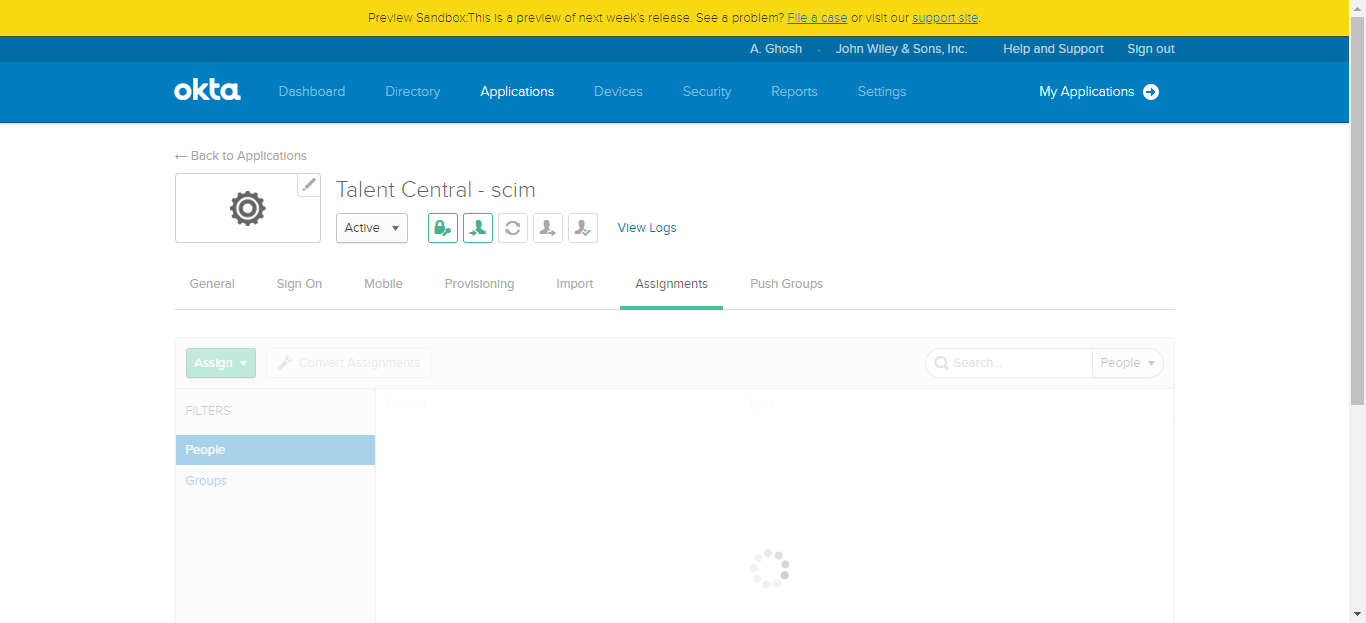 Preview Sandbox:This is a preview of next week's release. See a problem? File a case or visit our support site.
A. Ghosh · John Wiley & Sons, Inc. Help and Support Sign out
okta Dashboard Directory Applications Devices Security Reports Settings My Applications
← Back to Applications
Talent Central - scim
Active View Logs
General Sign On Mobile Provisioning Import Assignments Push Groups
Assign Convert Assignments Search... People
FILTERS
Person Type
People
Groups